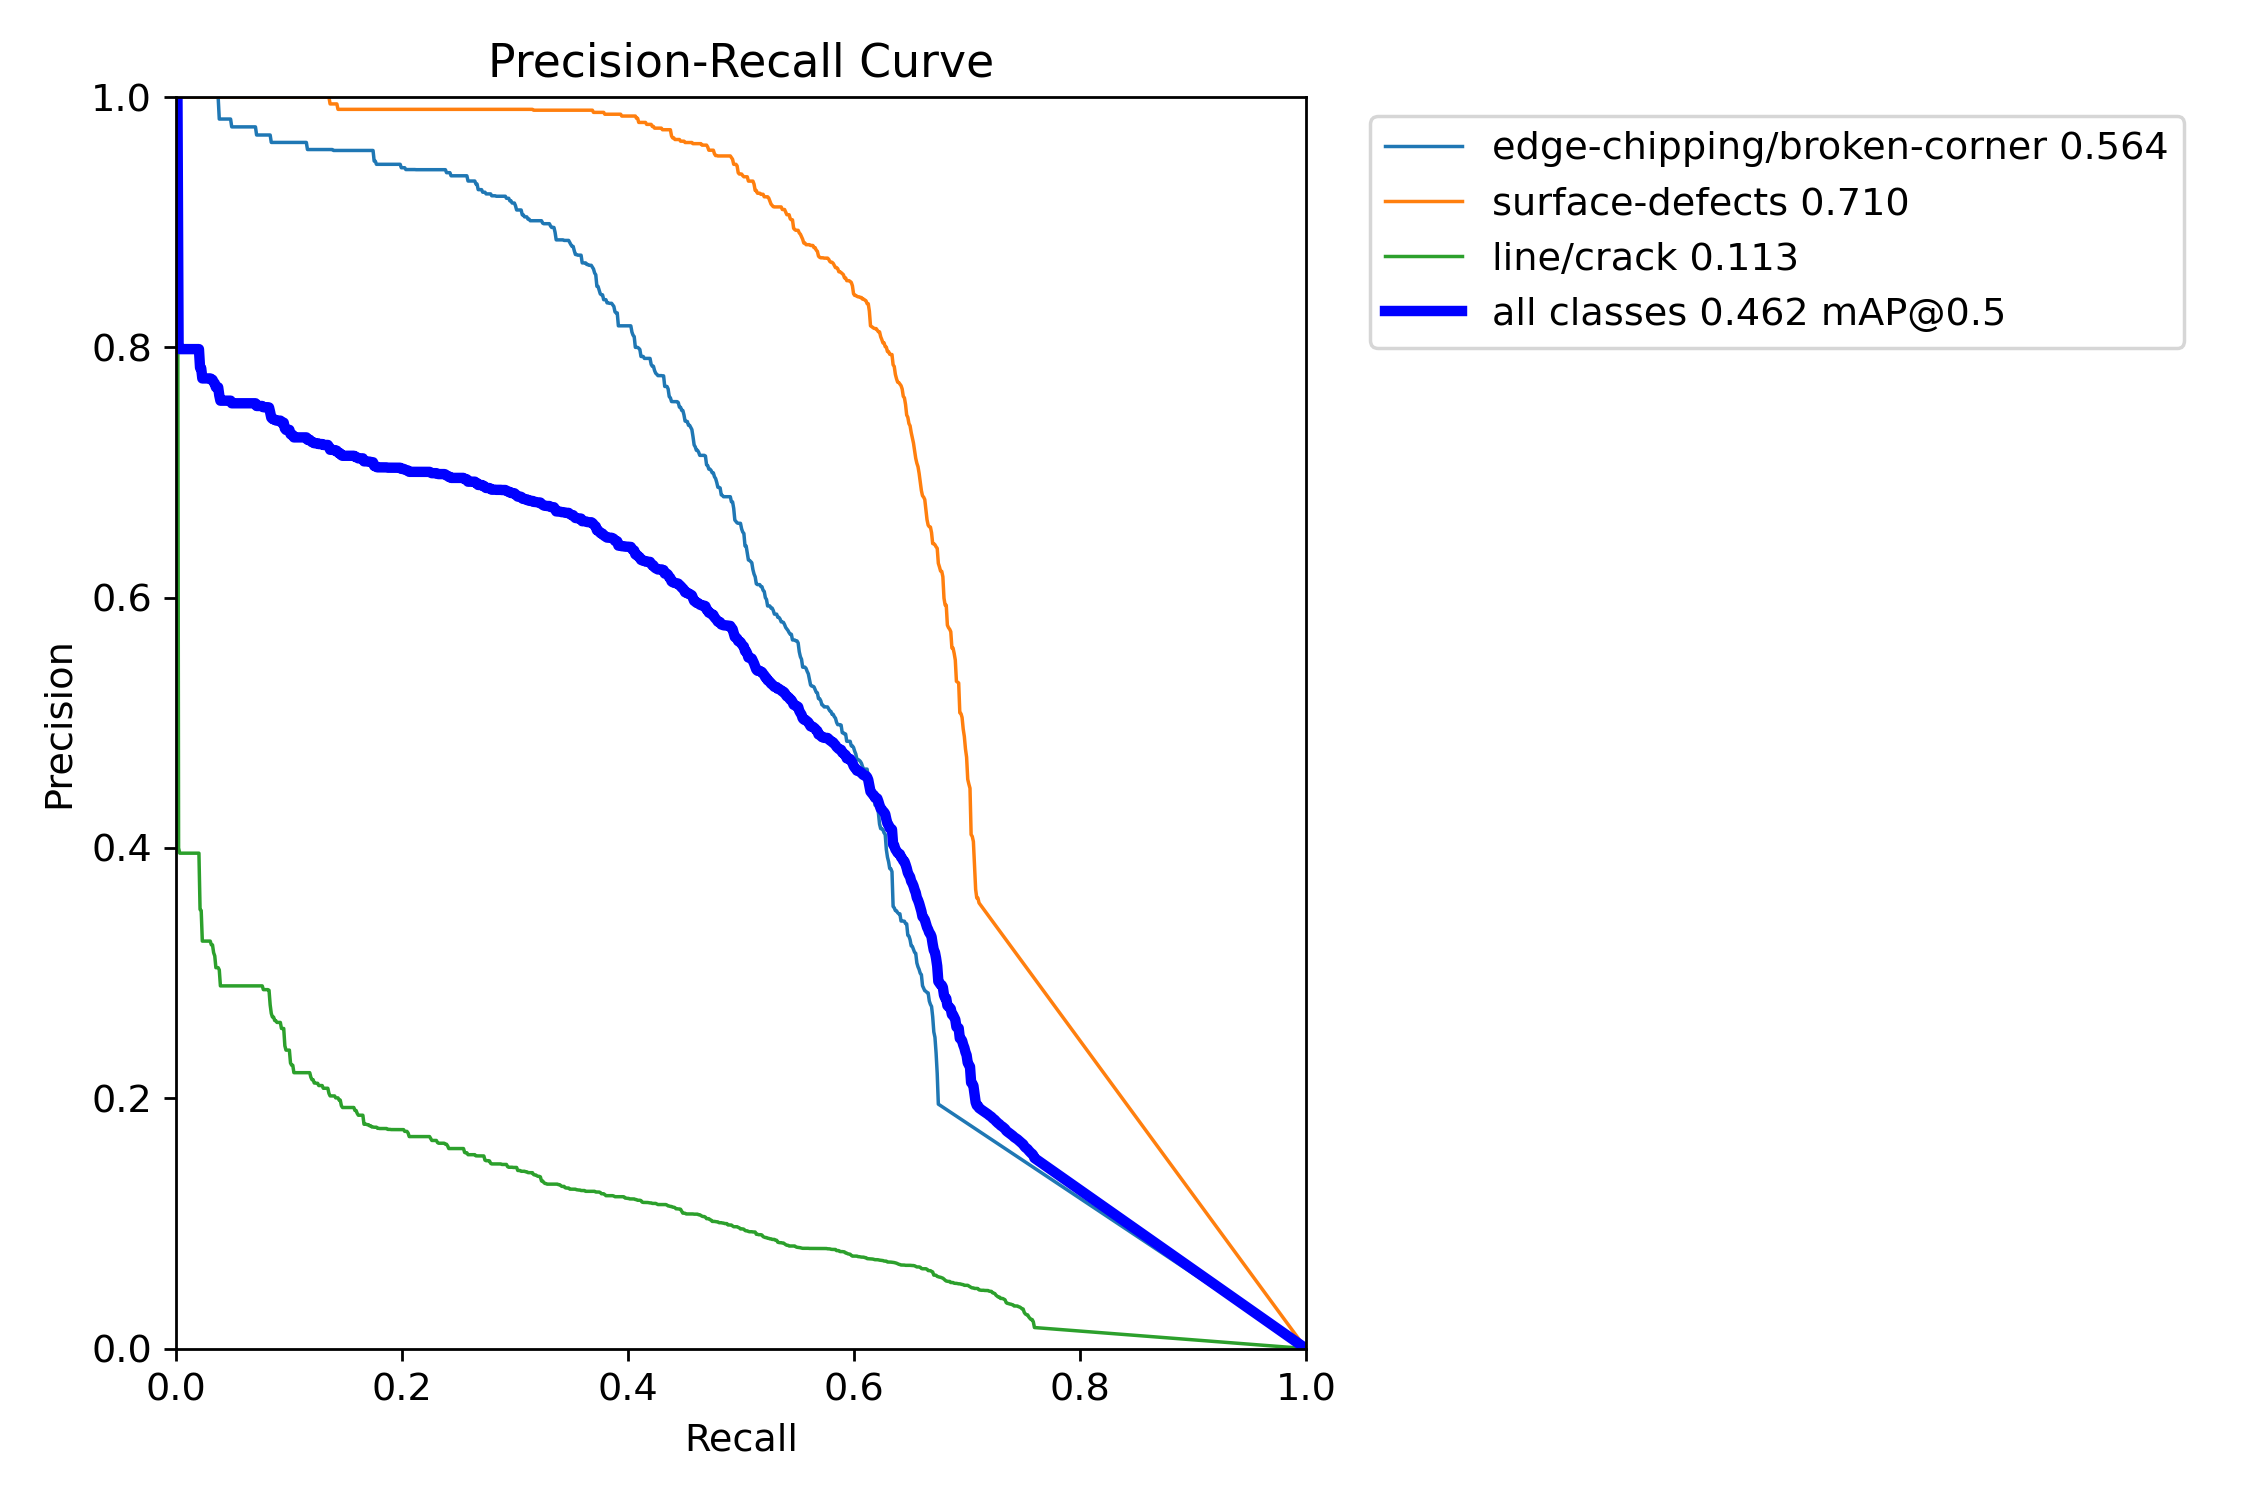 Precision-Recall Curve
1.0
0.8
0.6
0.4
0.2
0.0
Precision
0.0 0.2 0.4 0.6 0.8 1.0
Recall
edge-chipping/broken-corner 0.564
surface-defects 0.710
line/crack 0.113
all classes 0.462 mAP@0.5